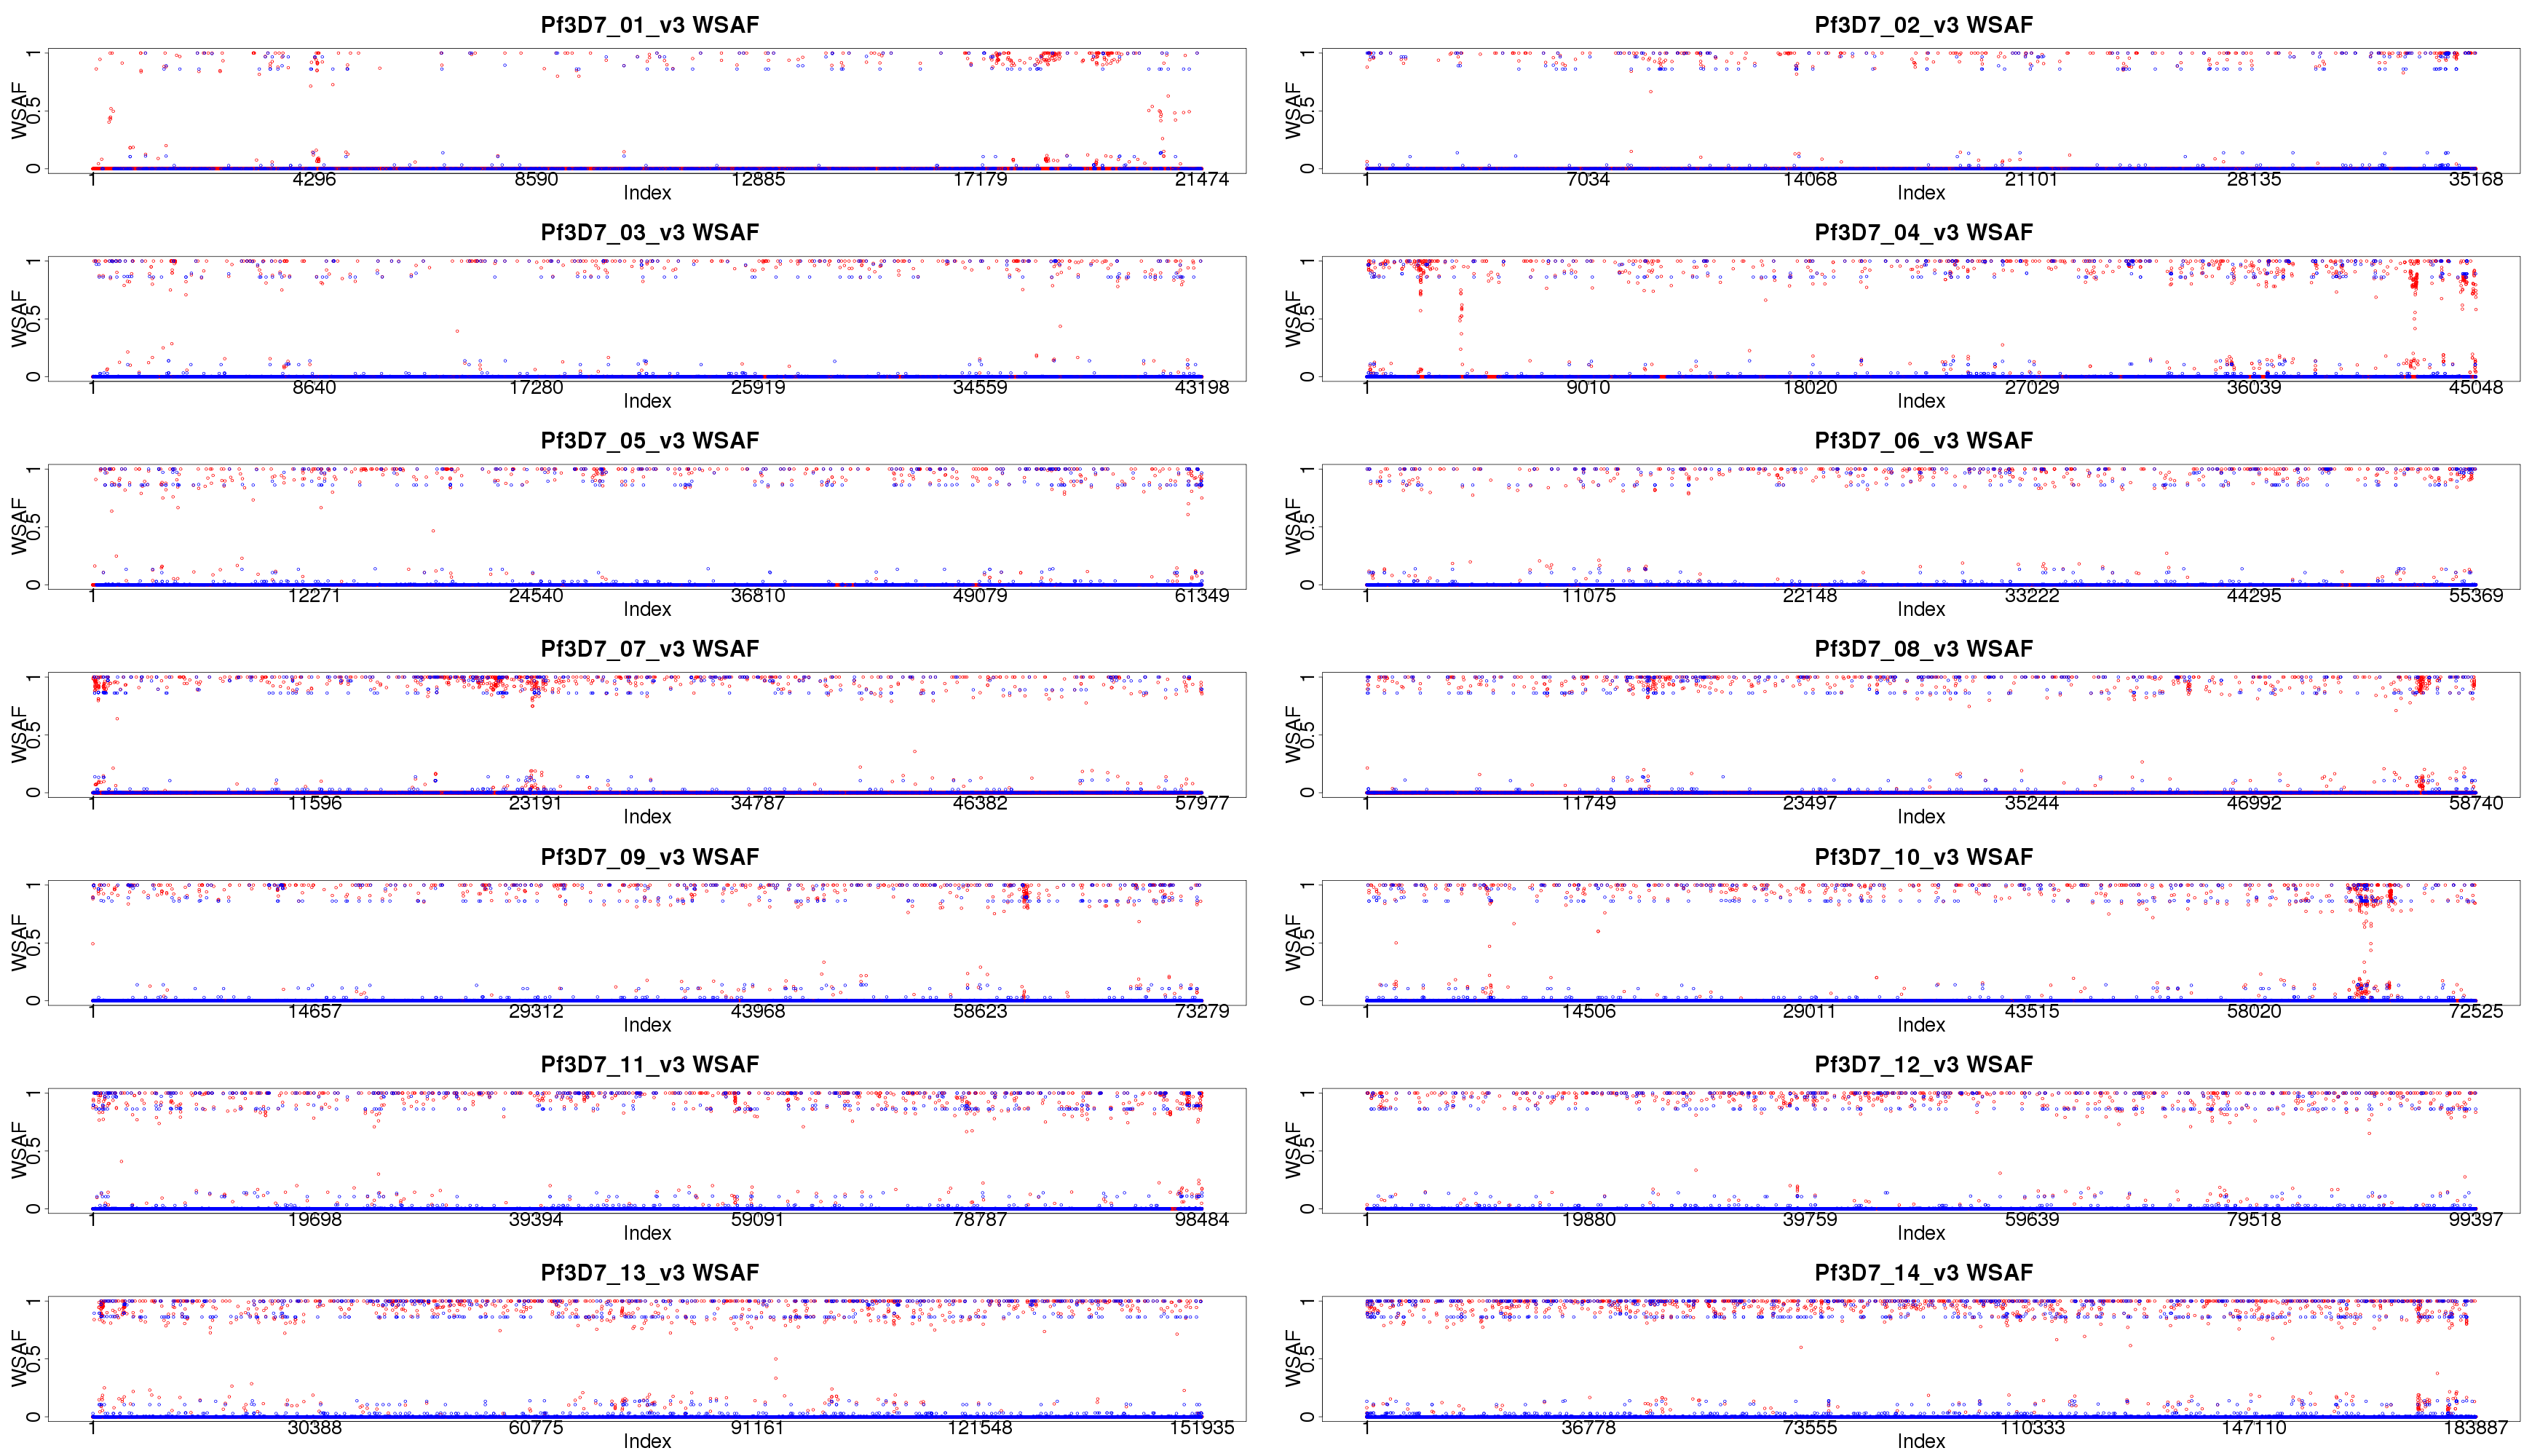 Pf3D7_01_v3 WSAF
WSAF
0 0.5 1
1 4296 8590 12885 17179 21474
Index
Pf3D7_02_v3 WSAF
WSAF
0 0.5 1
1 7034 14068 21101 28135 35168
Index
Pf3D7_03_v3 WSAF
WSAF
0 0.5 1
1 8640 17280 25919 34559 43198
Index
Pf3D7_04_v3 WSAF
WSAF
0 0.5 1
1 9010 18020 27029 36039 45048
Index
Pf3D7_05_v3 WSAF
WSAF
0 0.5 1
1 12271 24540 36810 49079 61349
Index
Pf3D7_06_v3 WSAF
WSAF
0 0.5 1
1 11075 22148 33222 44295 55369
Index
Pf3D7_07_v3 WSAF
WSAF
0 0.5 1
1 11596 23191 34787 46382 57977
Index
Pf3D7_08_v3 WSAF
WSAF
0 0.5 1
1 11749 23497 35244 46992 58740
Index
Pf3D7_09_v3 WSAF
WSAF
0 0.5 1
1 14657 29312 43968 58623 73279
Index
Pf3D7_10_v3 WSAF
WSAF
0 0.5 1
1 14506 29011 43515 58020 72525
Index
Pf3D7_11_v3 WSAF
WSAF
0 0.5 1
1 19698 39394 59091 78787 98484
Index
Pf3D7_12_v3 WSAF
WSAF
0 0.5 1
1 19880 39759 59639 79518 99397
Index
Pf3D7_13_v3 WSAF
WSAF
0 0.5 1
1 30388 60775 91161 121548 151935
Index
Pf3D7_14_v3 WSAF
WSAF
0 0.5 1
1 36778 73555 110333 147110 183887
Index